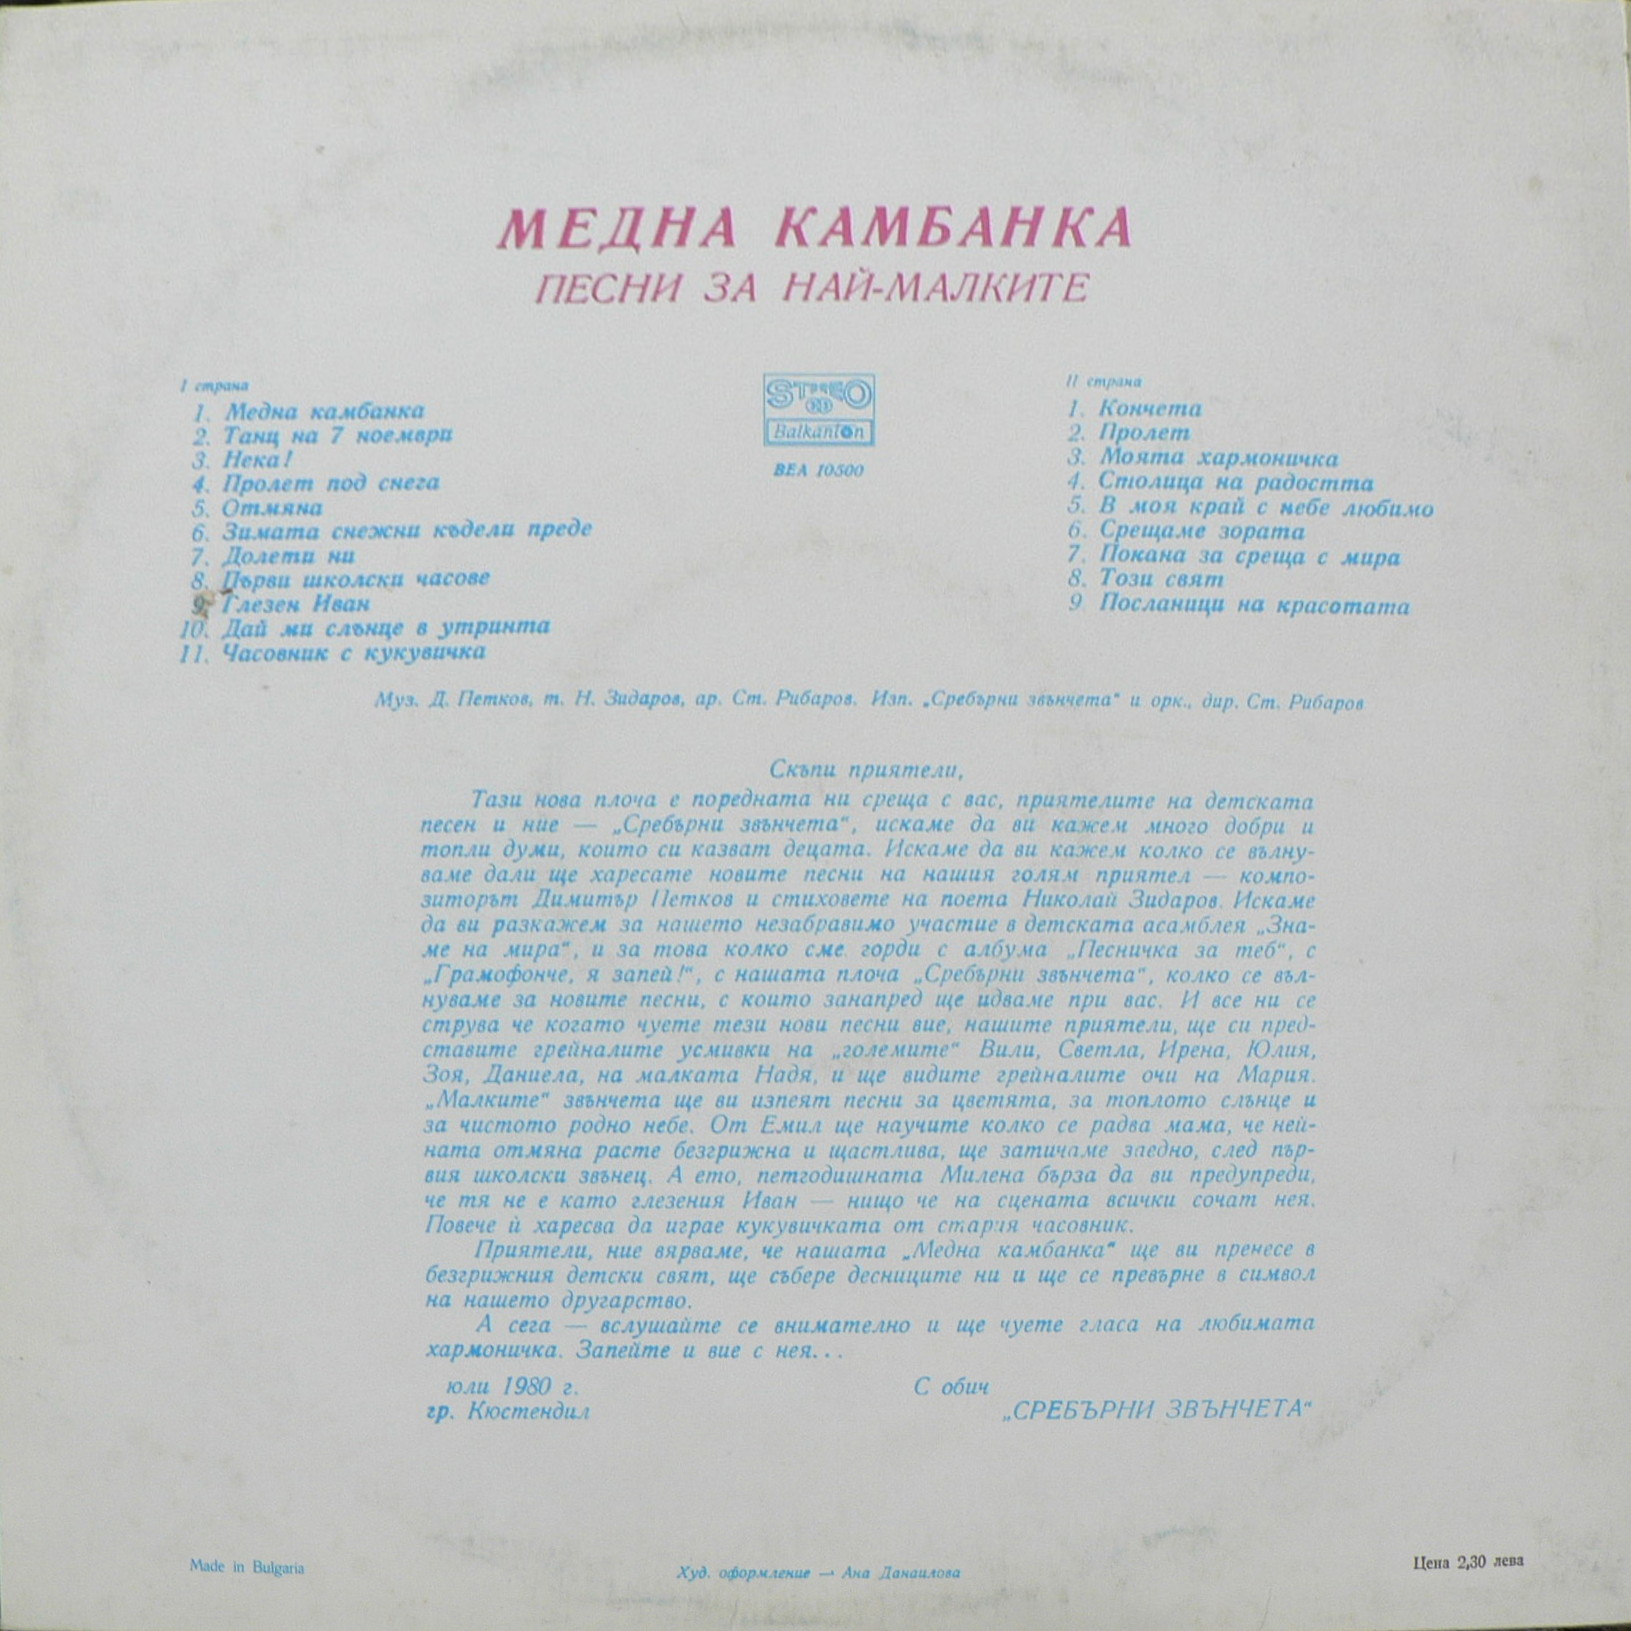 МЕДНА КАМБАНКА
ПЕСНИ ЗА НАЙ-МАЛКИТЕ
I страна
1. Медна камбанка
2. Танц на 7 ноември
3. Нека!
4. Пролет под снега
5. Отмяна
6. Зимата снежни къдели преде
7. Долети ни
8. Първи школски часове
9. Глезен Иван
10. Дай ми слънце в утринта
11. Часовник с кукувичка
STEREO
Balkanton
BEA 10500
II страна
1. Кончета
2. Пролет
3. Моята хармоничка
4. Столица на радостта
5. В моя край с небе любимо
6. Срещаме зората
7. Покана за среща с мира
8. Този свят
9 Посланици на красотата
Муз. Д. Петков, т. Н. Зидаров, ар. Ст. Рибаров. Изп. „Сребърни звънчета“ и орк., дир. Ст. Рибаров
Скъпи приятели,
Тази нова плоча е поредната ни среща с вас, приятелите на детската
песен и ние — „Сребърни звънчета“, искаме да ви кажем много добри и
топли думи, които си казват децата. Искаме да ви кажем колко се вълну-
ваме дали ще харесате новите песни на нашия голям приятел — компо-
зиторът Димитър Петков и стиховете на поета Николай Зидаров. Искаме
да ви разкажем за нашето незабравимо участие в детската асамблея „Зна-
ме на мира“, и за това колко сме горди с албума „Песничка за теб“, с
„Грамофонче, я запей!“, с нашата плоча „Сребърни звънчета“, колко се въл-
нуваме за новите песни, с които занапред ще идваме при вас. И все ни се
струва че когато чуете тези нови песни вие, нашите приятели, ще си пред-
ставите грейналите усмивки на „големите“ Вили, Светла, Ирена, Юлия,
Зоя, Даниела, на малката Надя, и ще видите грейналите очи на Мария.
„Малките“ звънчета ще ви изпеят песни за цветята, за топлото слънце и
за чистото родно небе. От Емил ще научите колко се радва мама, че ней-
ната отмяна расте безгрижна и щастлива, ще затичаме заедно, след пър-
вия школски звънец. А ето, петгодишната Милена бърза да ви предупреди,
че тя не е като глезения Иван — нищо че на сцената всички сочат нея.
Повече ѝ харесва да играе кукувичката от стария часовник.
Приятели, ние вярваме, че нашата „Медна камбанка“ ще ви пренесе в
безгрижния детски свят, ще събере десниците ни и ще се превърне в символ
на нашето другарство.
А сега — вслушайте се внимателно и ще чуете гласа на любимата
хармоничка. Запейте и вие с нея...
юли 1980 г.
гр. Кюстендил
С обич
„СРЕБЪРНИ ЗВЪНЧЕТА“
Made in Bulgaria
Худ. оформление — Ана Данаилова
Цена 2,30 лева